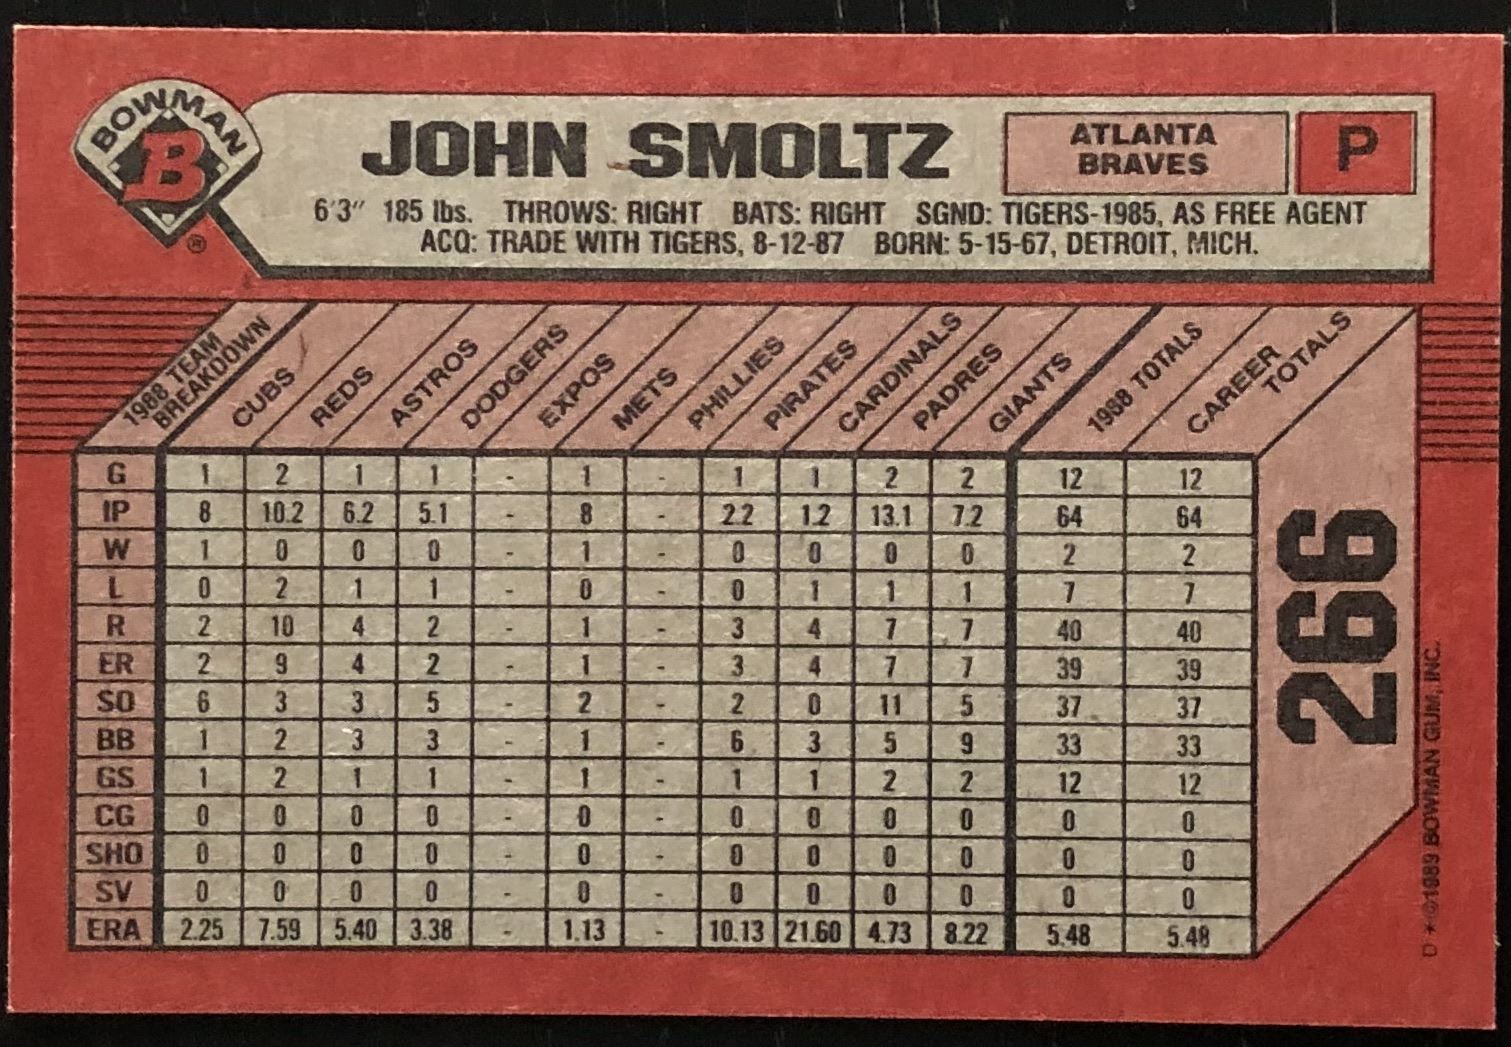 BOWMAN
B
®
JOHN SMOLTZ
ATLANTA
BRAVES
P
6'3" 185 lbs. THROWS: RIGHT BATS: RIGHT SGND: TIGERS-1985, AS FREE AGENT
ACQ: TRADE WITH TIGERS, 8-12-87 BORN: 5-15-67, DETROIT, MICH.
1988 TEAM
BREAKDOWN
CUBS
REDS
ASTROS
DODGERS
EXPOS
METS
PHILLIES
PIRATES
CARDINALS
PADRES
GIANTS
1988 TOTALS
CAREER
TOTALS
G 1 2 1 1 - 1 - 1 1 2 2 12 12
IP 8 10.2 6.2 5.1 - 8 - 2.2 1.2 13.1 7.2 64 64
W 1 0 0 0 - 1 - 0 0 0 0 2 2
L 0 2 1 1 - 0 - 0 1 1 1 7 7
R 2 10 4 2 - 1 - 3 4 7 7 40 40
ER 2 9 4 2 - 1 - 3 4 7 7 39 39
SO 6 3 3 5 - 2 - 2 0 11 5 37 37
BB 1 2 3 3 - 1 - 6 3 5 9 33 33
GS 1 2 1 1 - 1 - 1 1 2 2 12 12
CG 0 0 0 0 - 0 - 0 0 0 0 0 0
SHO 0 0 0 0 - 0 - 0 0 0 0 0 0
SV 0 0 0 0 - 0 - 0 0 0 0 0 0
ERA 2.25 7.59 5.40 3.38 - 1.13 - 10.13 21.60 4.73 8.22 5.48 5.48
266
D *©1989 BOWMAN GUM, INC.